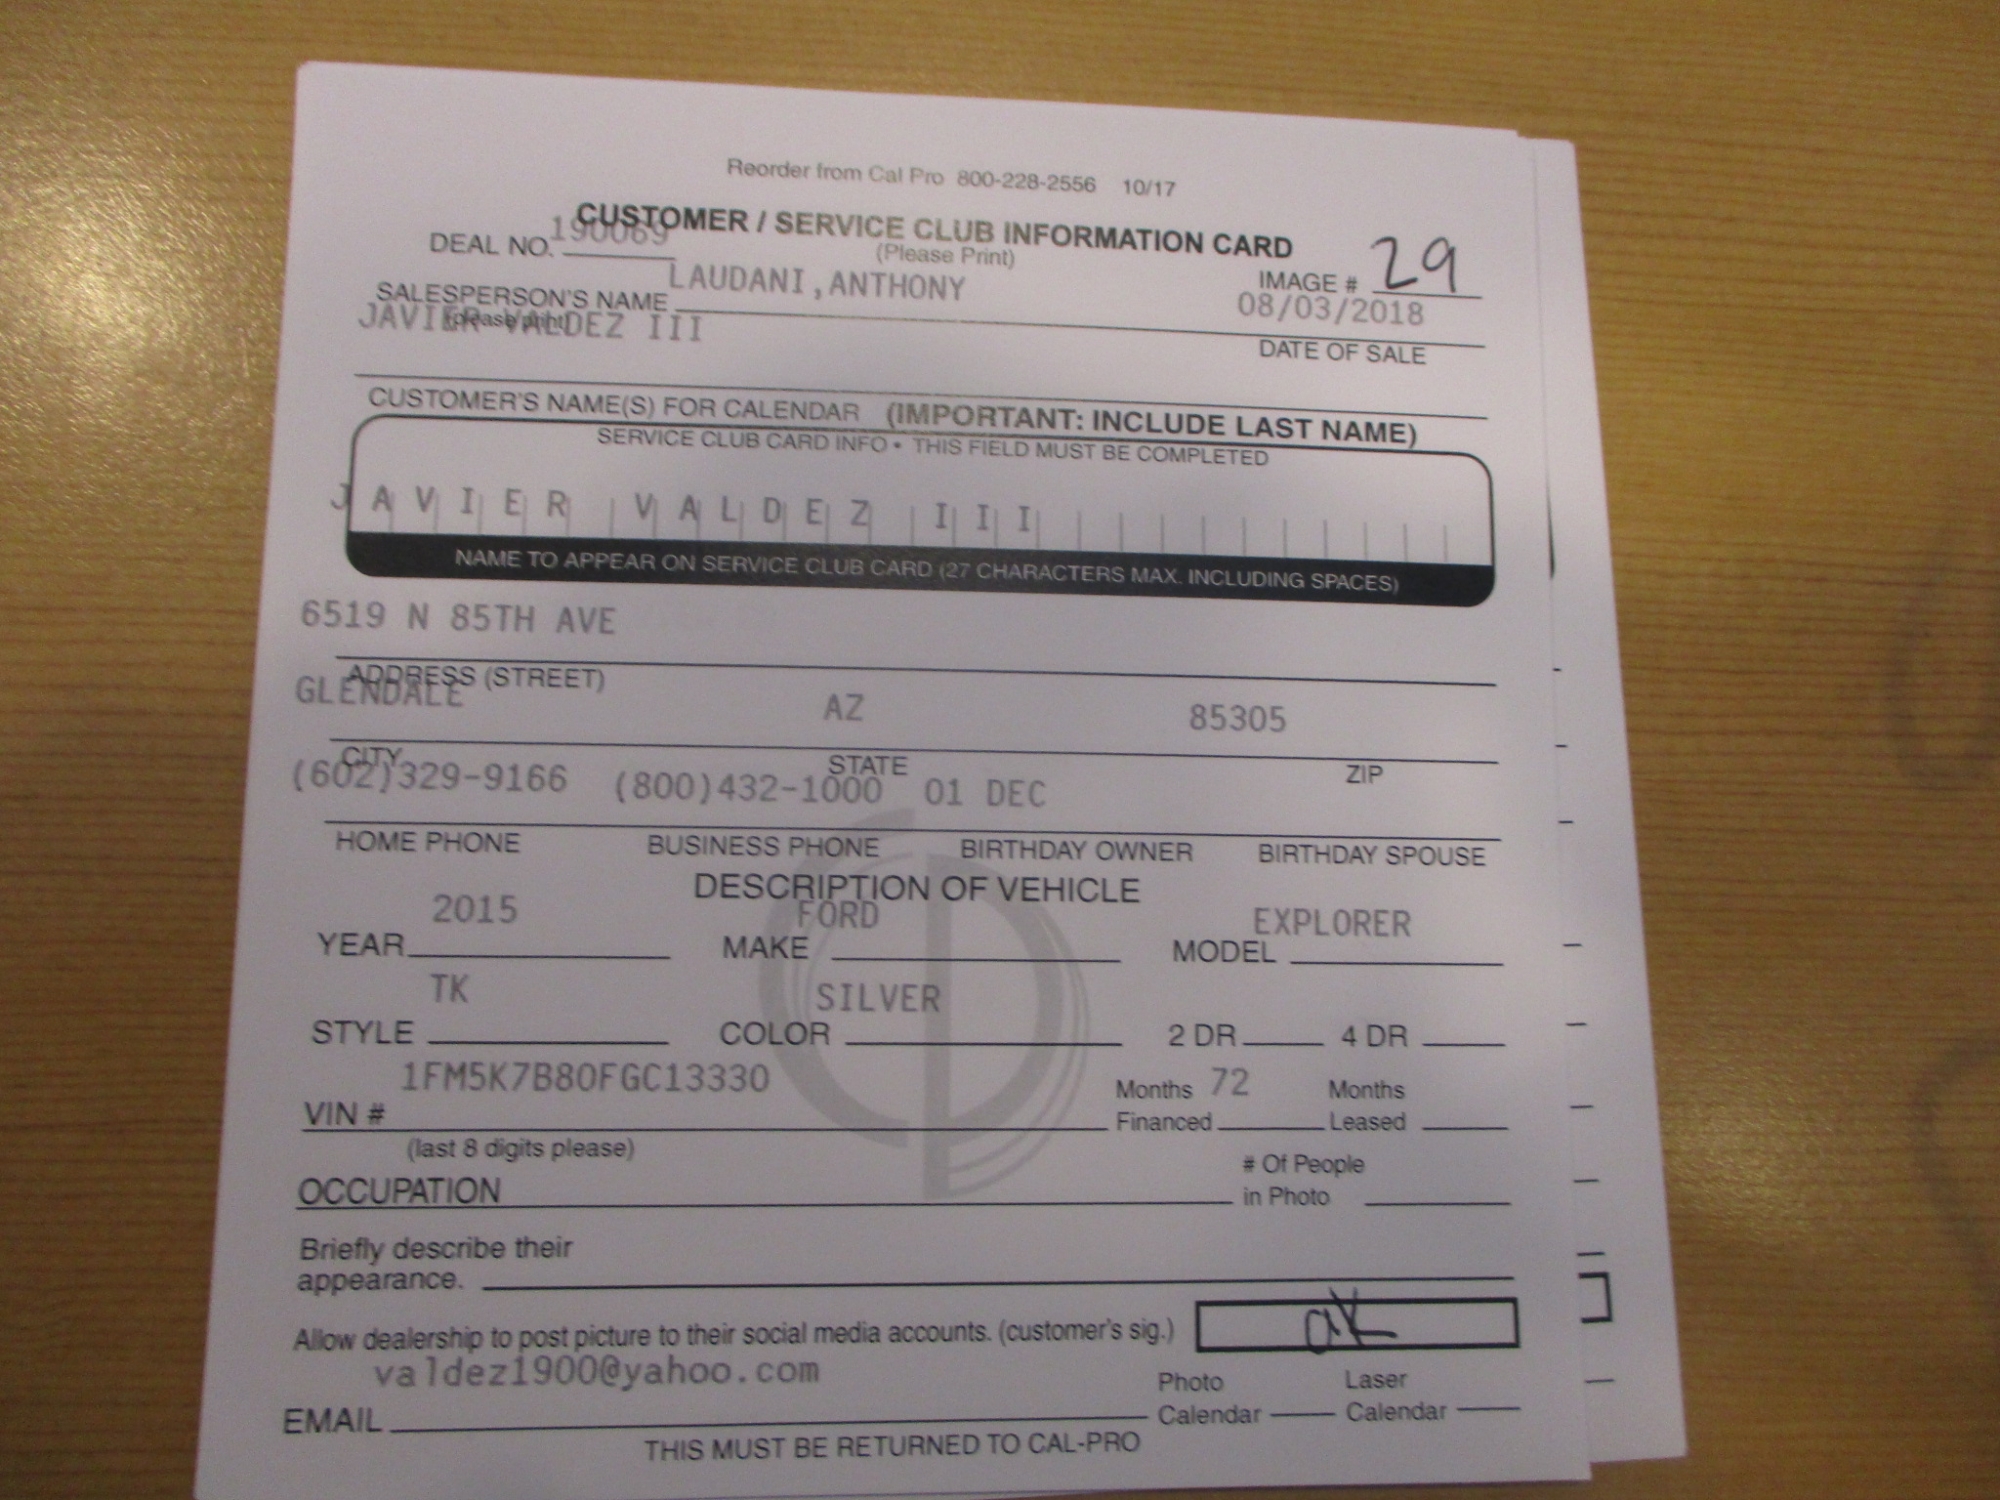 Reorder from Cal Pro 800-228-2556 10/17
CUSTOMER / SERVICE CLUB INFORMATION CARD
(Please Print)
DEAL NO. 190069
IMAGE # 29
SALESPERSON'S NAME LAUDANI,ANTHONY
(please print)
08/03/2018
DATE OF SALE
JAVIER VALDEZ III
CUSTOMER'S NAME(S) FOR CALENDAR (IMPORTANT: INCLUDE LAST NAME)
SERVICE CLUB CARD INFO • THIS FIELD MUST BE COMPLETED
JAVIER VALDEZ III
NAME TO APPEAR ON SERVICE CLUB CARD (27 CHARACTERS MAX. INCLUDING SPACES)
6519 N 85TH AVE
ADDRESS (STREET)
GLENDALE AZ 85305
CITY STATE ZIP
(602)329-9166 (800)432-1000 01 DEC
HOME PHONE BUSINESS PHONE BIRTHDAY OWNER BIRTHDAY SPOUSE
DESCRIPTION OF VEHICLE
2015 FORD EXPLORER
YEAR MAKE MODEL
TK SILVER
STYLE COLOR 2 DR 4 DR
1FM5K7B80FGC13330
VIN #
(last 8 digits please)
Months Financed 72 Months Leased
OCCUPATION # Of People in Photo
Briefly describe their
appearance.
Allow dealership to post picture to their social media accounts. (customer's sig.) ok
valdez1900@yahoo.com
EMAIL Photo Calendar Laser Calendar
THIS MUST BE RETURNED TO CAL-PRO